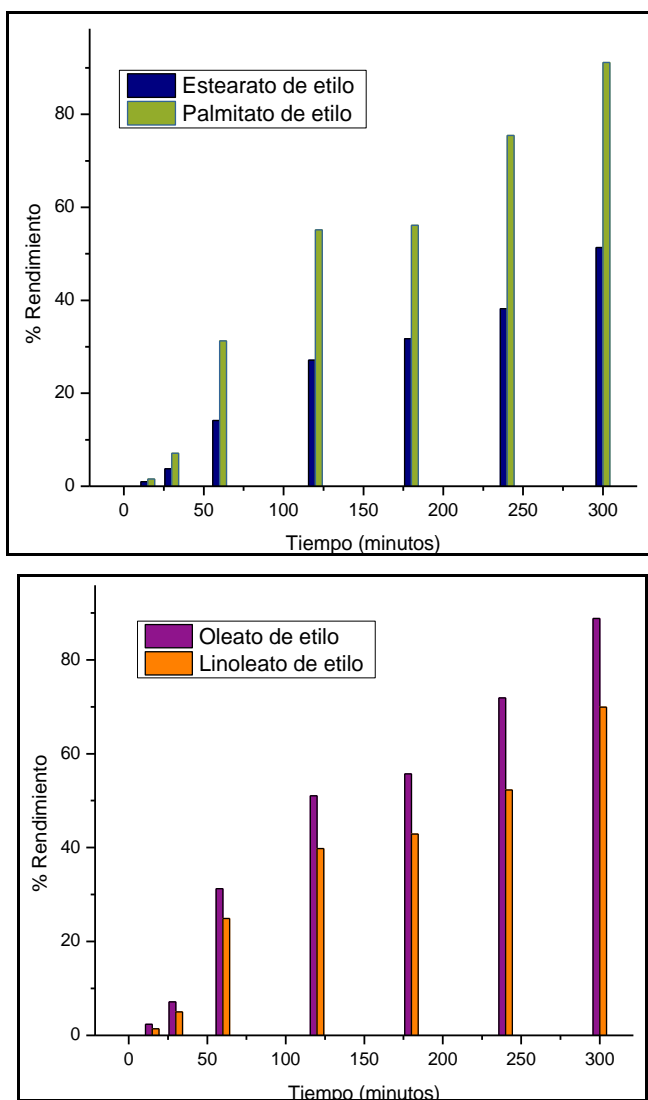 Estearato de etilo
Palmitato de etilo
% Rendimiento
80
60
40
20
0
0 50 100 150 200 250 300
Tiempo (minutos)
Oleato de etilo
Linoleato de etilo
% Rendimiento
80
60
40
20
0
0 50 100 150 200 250 300
Tiempo (minutos)